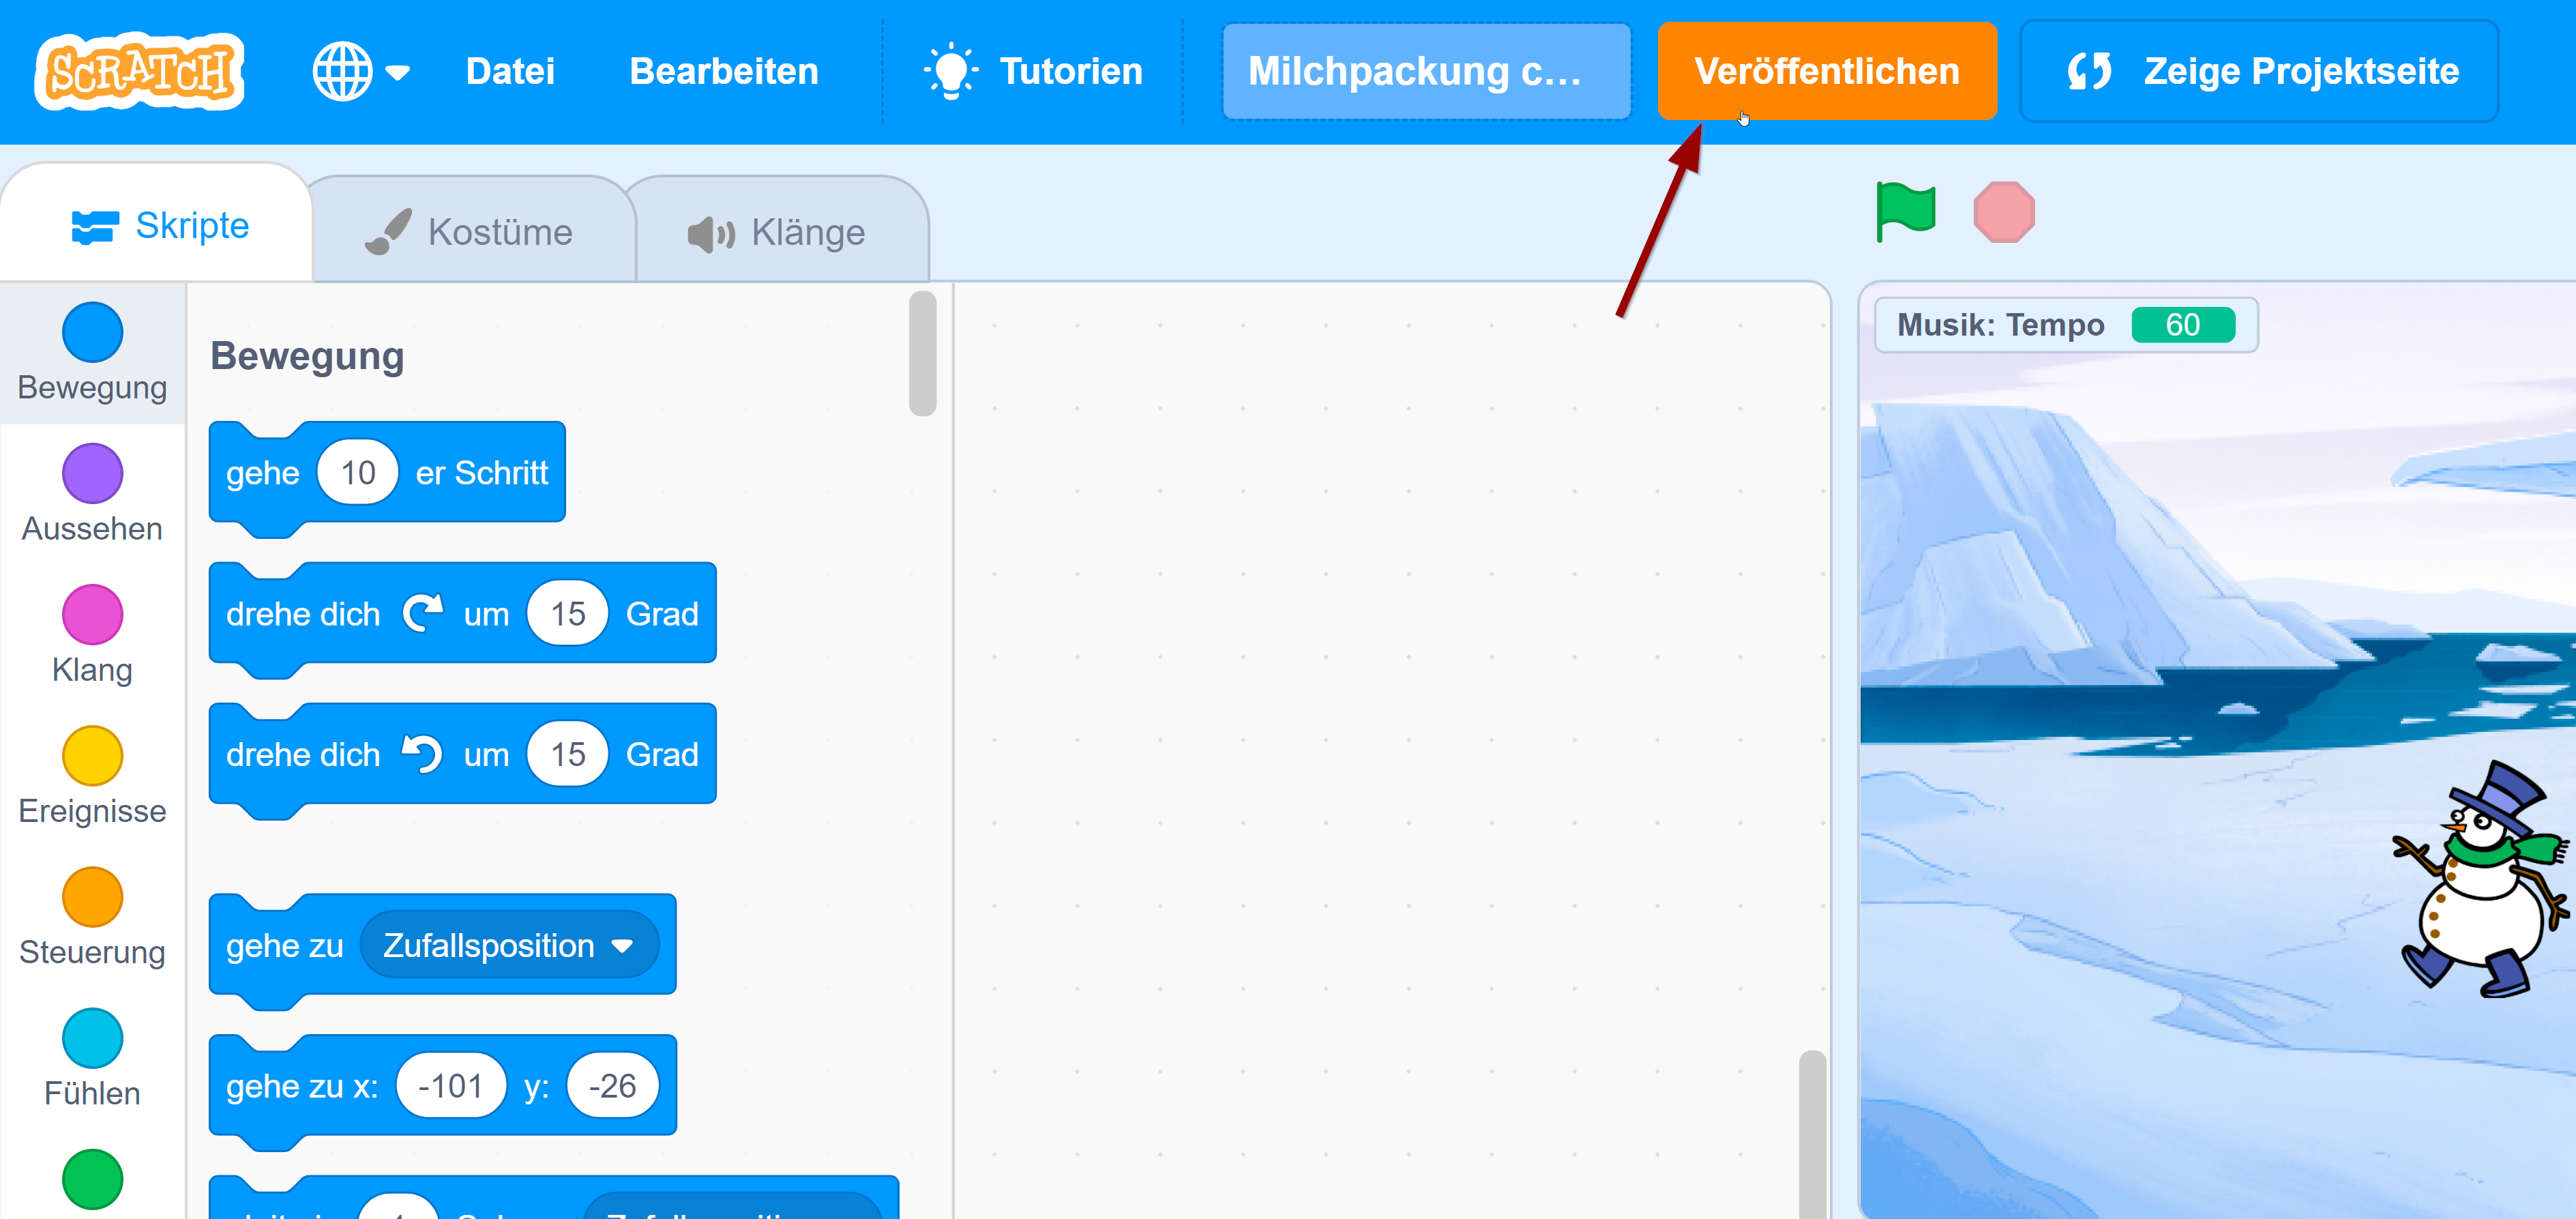 SCRATCH
Datei
Bearbeiten
Tutorien
Milchpackung c...
Veröffentlichen
Zeige Projektseite
Skripte
Kostüme
Klänge
Musik: Tempo 60
Bewegung
Aussehen
Klang
Ereignisse
Steuerung
Fühlen
Bewegung
gehe 10 er Schritt
drehe dich um 15 Grad
drehe dich um 15 Grad
gehe zu Zufallsposition
gehe zu x: -101 y: -26